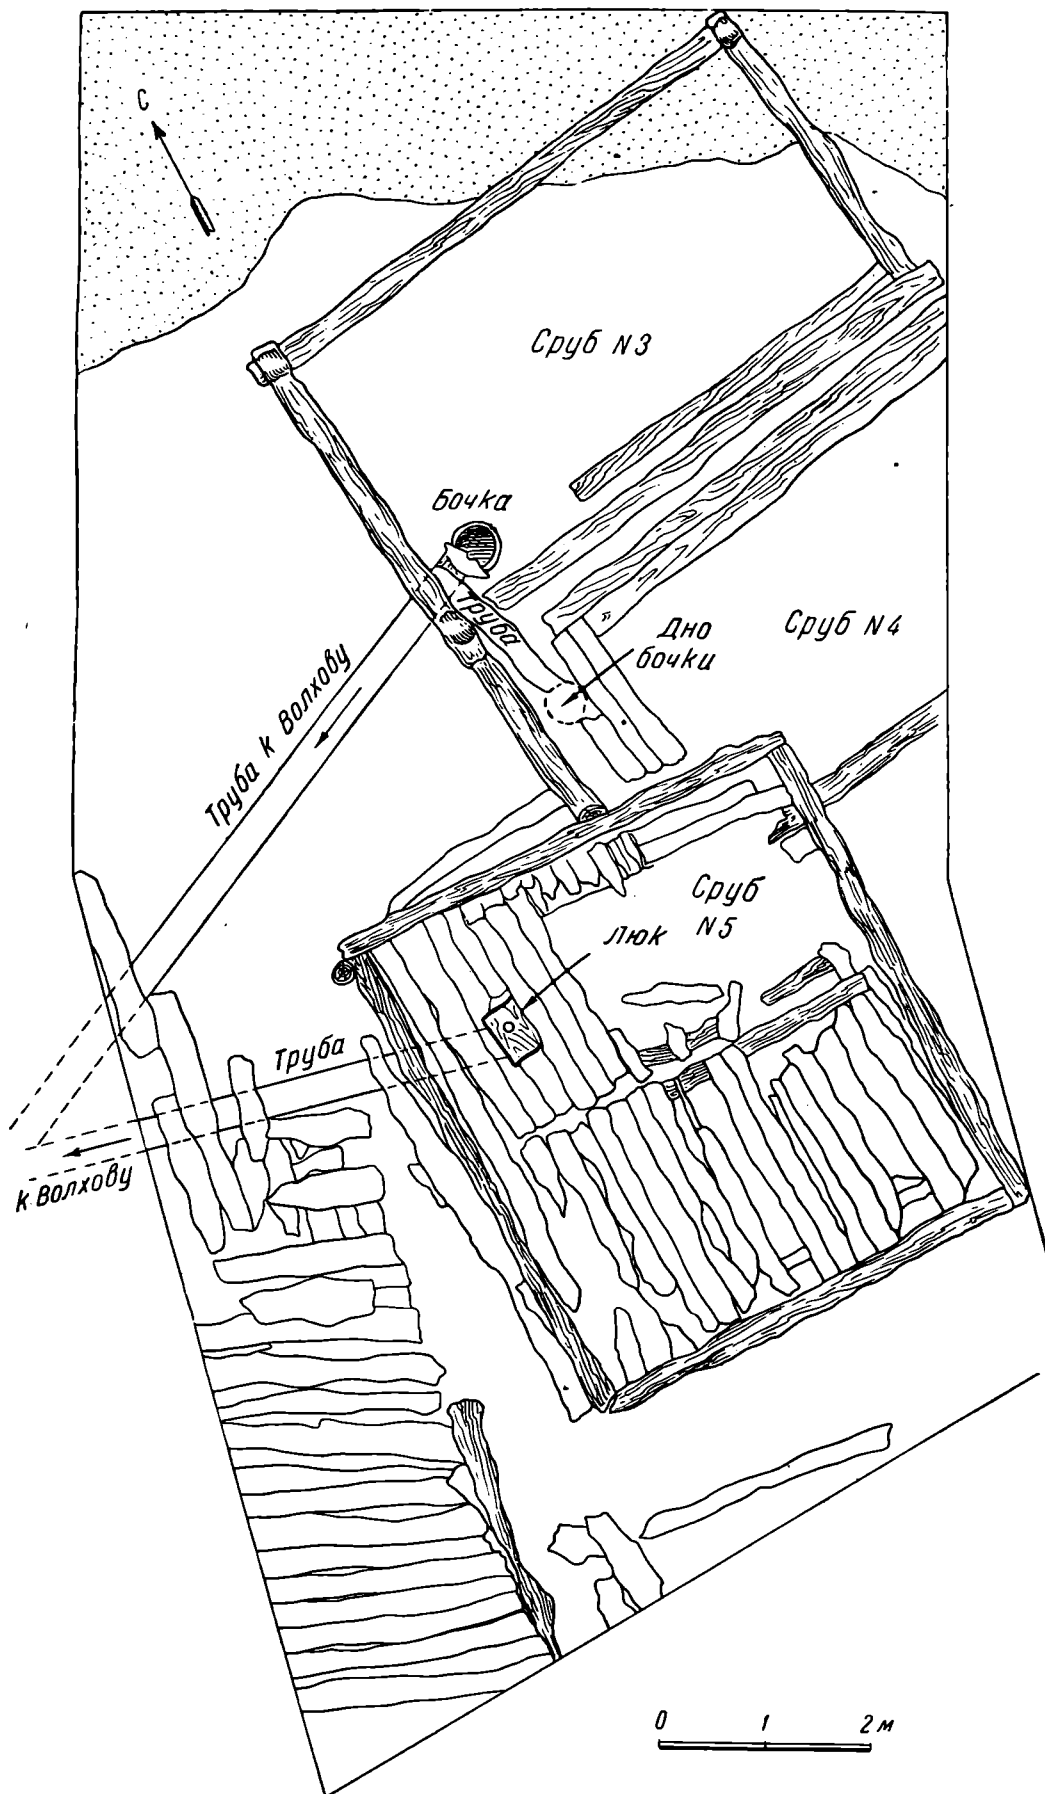 С
Сруб N3
Бочка
Труба
Дно
бочки
Сруб N4
Труба к Волхову
Сруб
N5
Люк
Труба
К Волхову
0 1 2 м